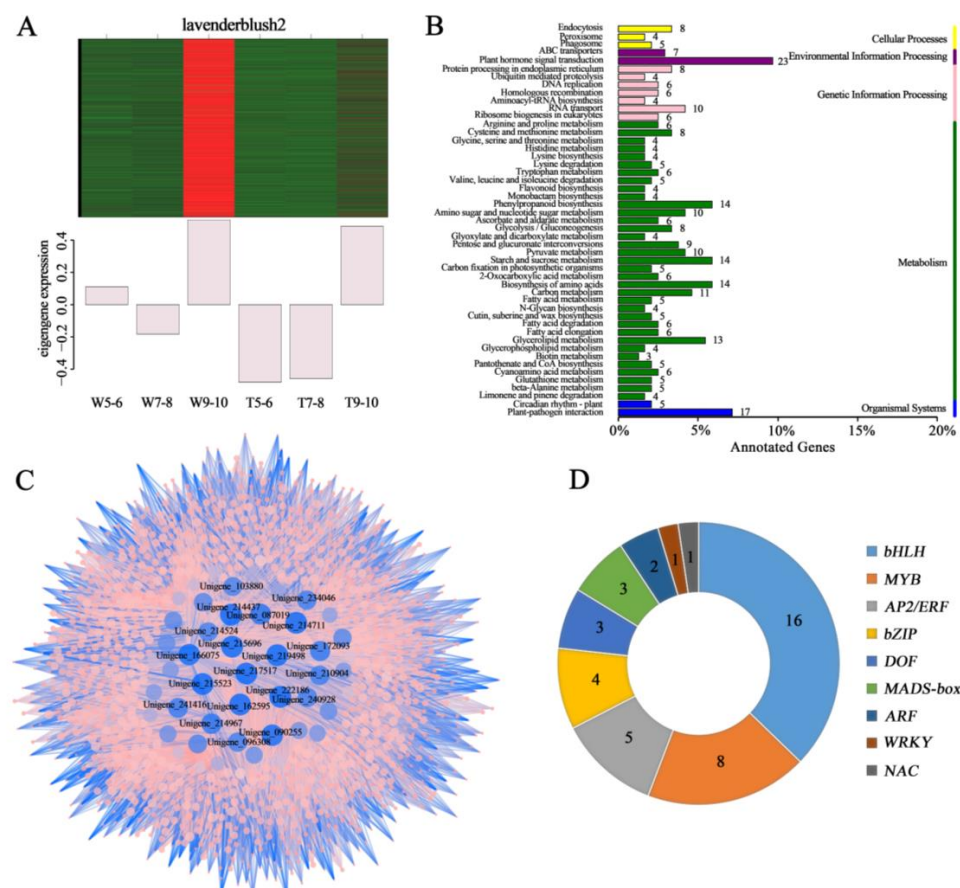 A
lavenderblush2
eigengene expression
0.4
0.2
0.0
−0.2
−0.4
W5-6
W7-8
W9-10
T5-6
T7-8
T9-10
B
Endocytosis 8
Peroxisome 4
Phagosome 5
ABC transporters 7
Plant hormone signal transduction 23
Protein processing in endoplasmic reticulum 8
Ubiquitin mediated proteolysis 4
DNA replication 6
Homologous recombination 6
Aminoacyl-tRNA biosynthesis 4
RNA transport 10
Ribosome biogenesis in eukaryotes 6
Arginine and proline metabolism 6
Cysteine and methionine metabolism 8
Glycine, serine and threonine metabolism 4
Histidine metabolism 4
Lysine biosynthesis 4
Lysine degradation 5
Tryptophan metabolism 6
Valine, leucine and isoleucine degradation 5
Flavonoid biosynthesis 4
Monobactam biosynthesis 4
Phenylpropanoid biosynthesis 14
Amino sugar and nucleotide sugar metabolism 10
Ascorbate and aldarate metabolism 6
Glycolysis / Gluconeogenesis 8
Glyoxylate and dicarboxylate metabolism 4
Pentose and glucuronate interconversions 9
Pyruvate metabolism 10
Starch and sucrose metabolism 14
Carbon fixation in photosynthetic organisms 5
2-Oxocarboxylic acid metabolism 6
Biosynthesis of amino acids 14
Carbon metabolism 11
Fatty acid metabolism 5
N-Glycan biosynthesis 4
Cutin, suberine and wax biosynthesis 5
Fatty acid degradation 6
Fatty acid elongation 6
Glycerolipid metabolism 13
Glycerophospholipid metabolism 4
Biotin metabolism 3
Pantothenate and CoA biosynthesis 5
Cyanoamino acid metabolism 6
Glutathione metabolism 5
beta-Alanine metabolism 5
Limonene and pinene degradation 4
Circadian rhythm - plant 5
Plant-pathogen interaction 17
Cellular Processes
Environmental Information Processing
Genetic Information Processing
Metabolism
Organismal Systems
0%
5%
10%
15%
20%
Annotated Genes
C
Unigene_103880
Unigene_234046
Unigene_214437
Unigene_087019
Unigene_214711
Unigene_214524
Unigene_215696
Unigene_172093
Unigene_166075
Unigene_219498
Unigene_217517
Unigene_210904
Unigene_215523
Unigene_222186
Unigene_240928
Unigene_241416
Unigene_162595
Unigene_214967
Unigene_090255
Unigene_096308
D
16
8
5
4
3
3
2
1
1
bHLH
MYB
AP2/ERF
bZIP
DOF
MADS-box
ARF
WRKY
NAC